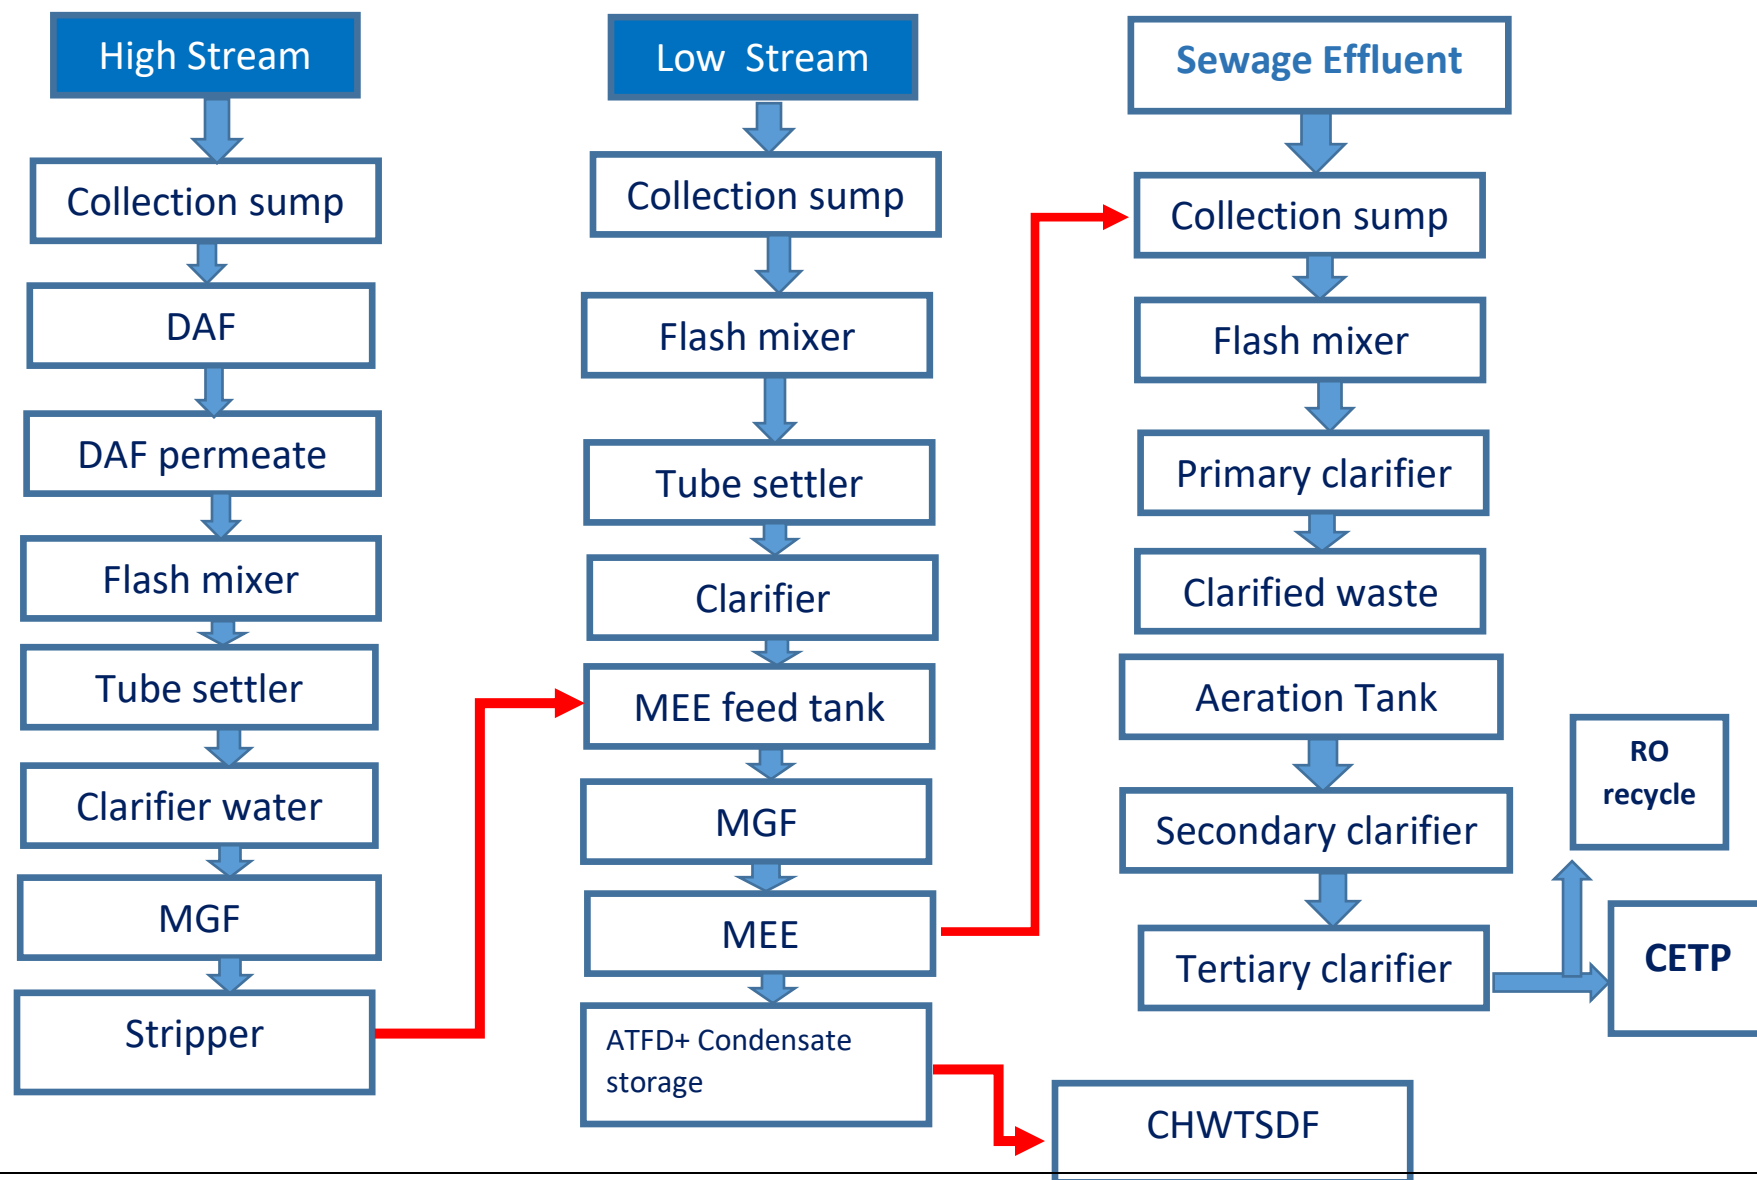 High Stream
Collection sump
DAF
DAF permeate
Flash mixer
Tube settler
Clarifier water
MGF
Stripper
Low  Stream
Collection sump
Flash mixer
Tube settler
Clarifier
MEE feed tank
MGF
MEE
ATFD+ Condensate
storage
Sewage Effluent
Collection sump
Flash mixer
Primary clarifier
Clarified waste
Aeration Tank
Secondary clarifier
Tertiary clarifier
RO
recycle
CETP
CHWTSDF